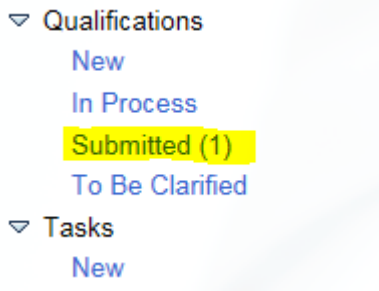 Qualifications
New
In Process
Submitted (1)
To Be Clarified
Tasks
New